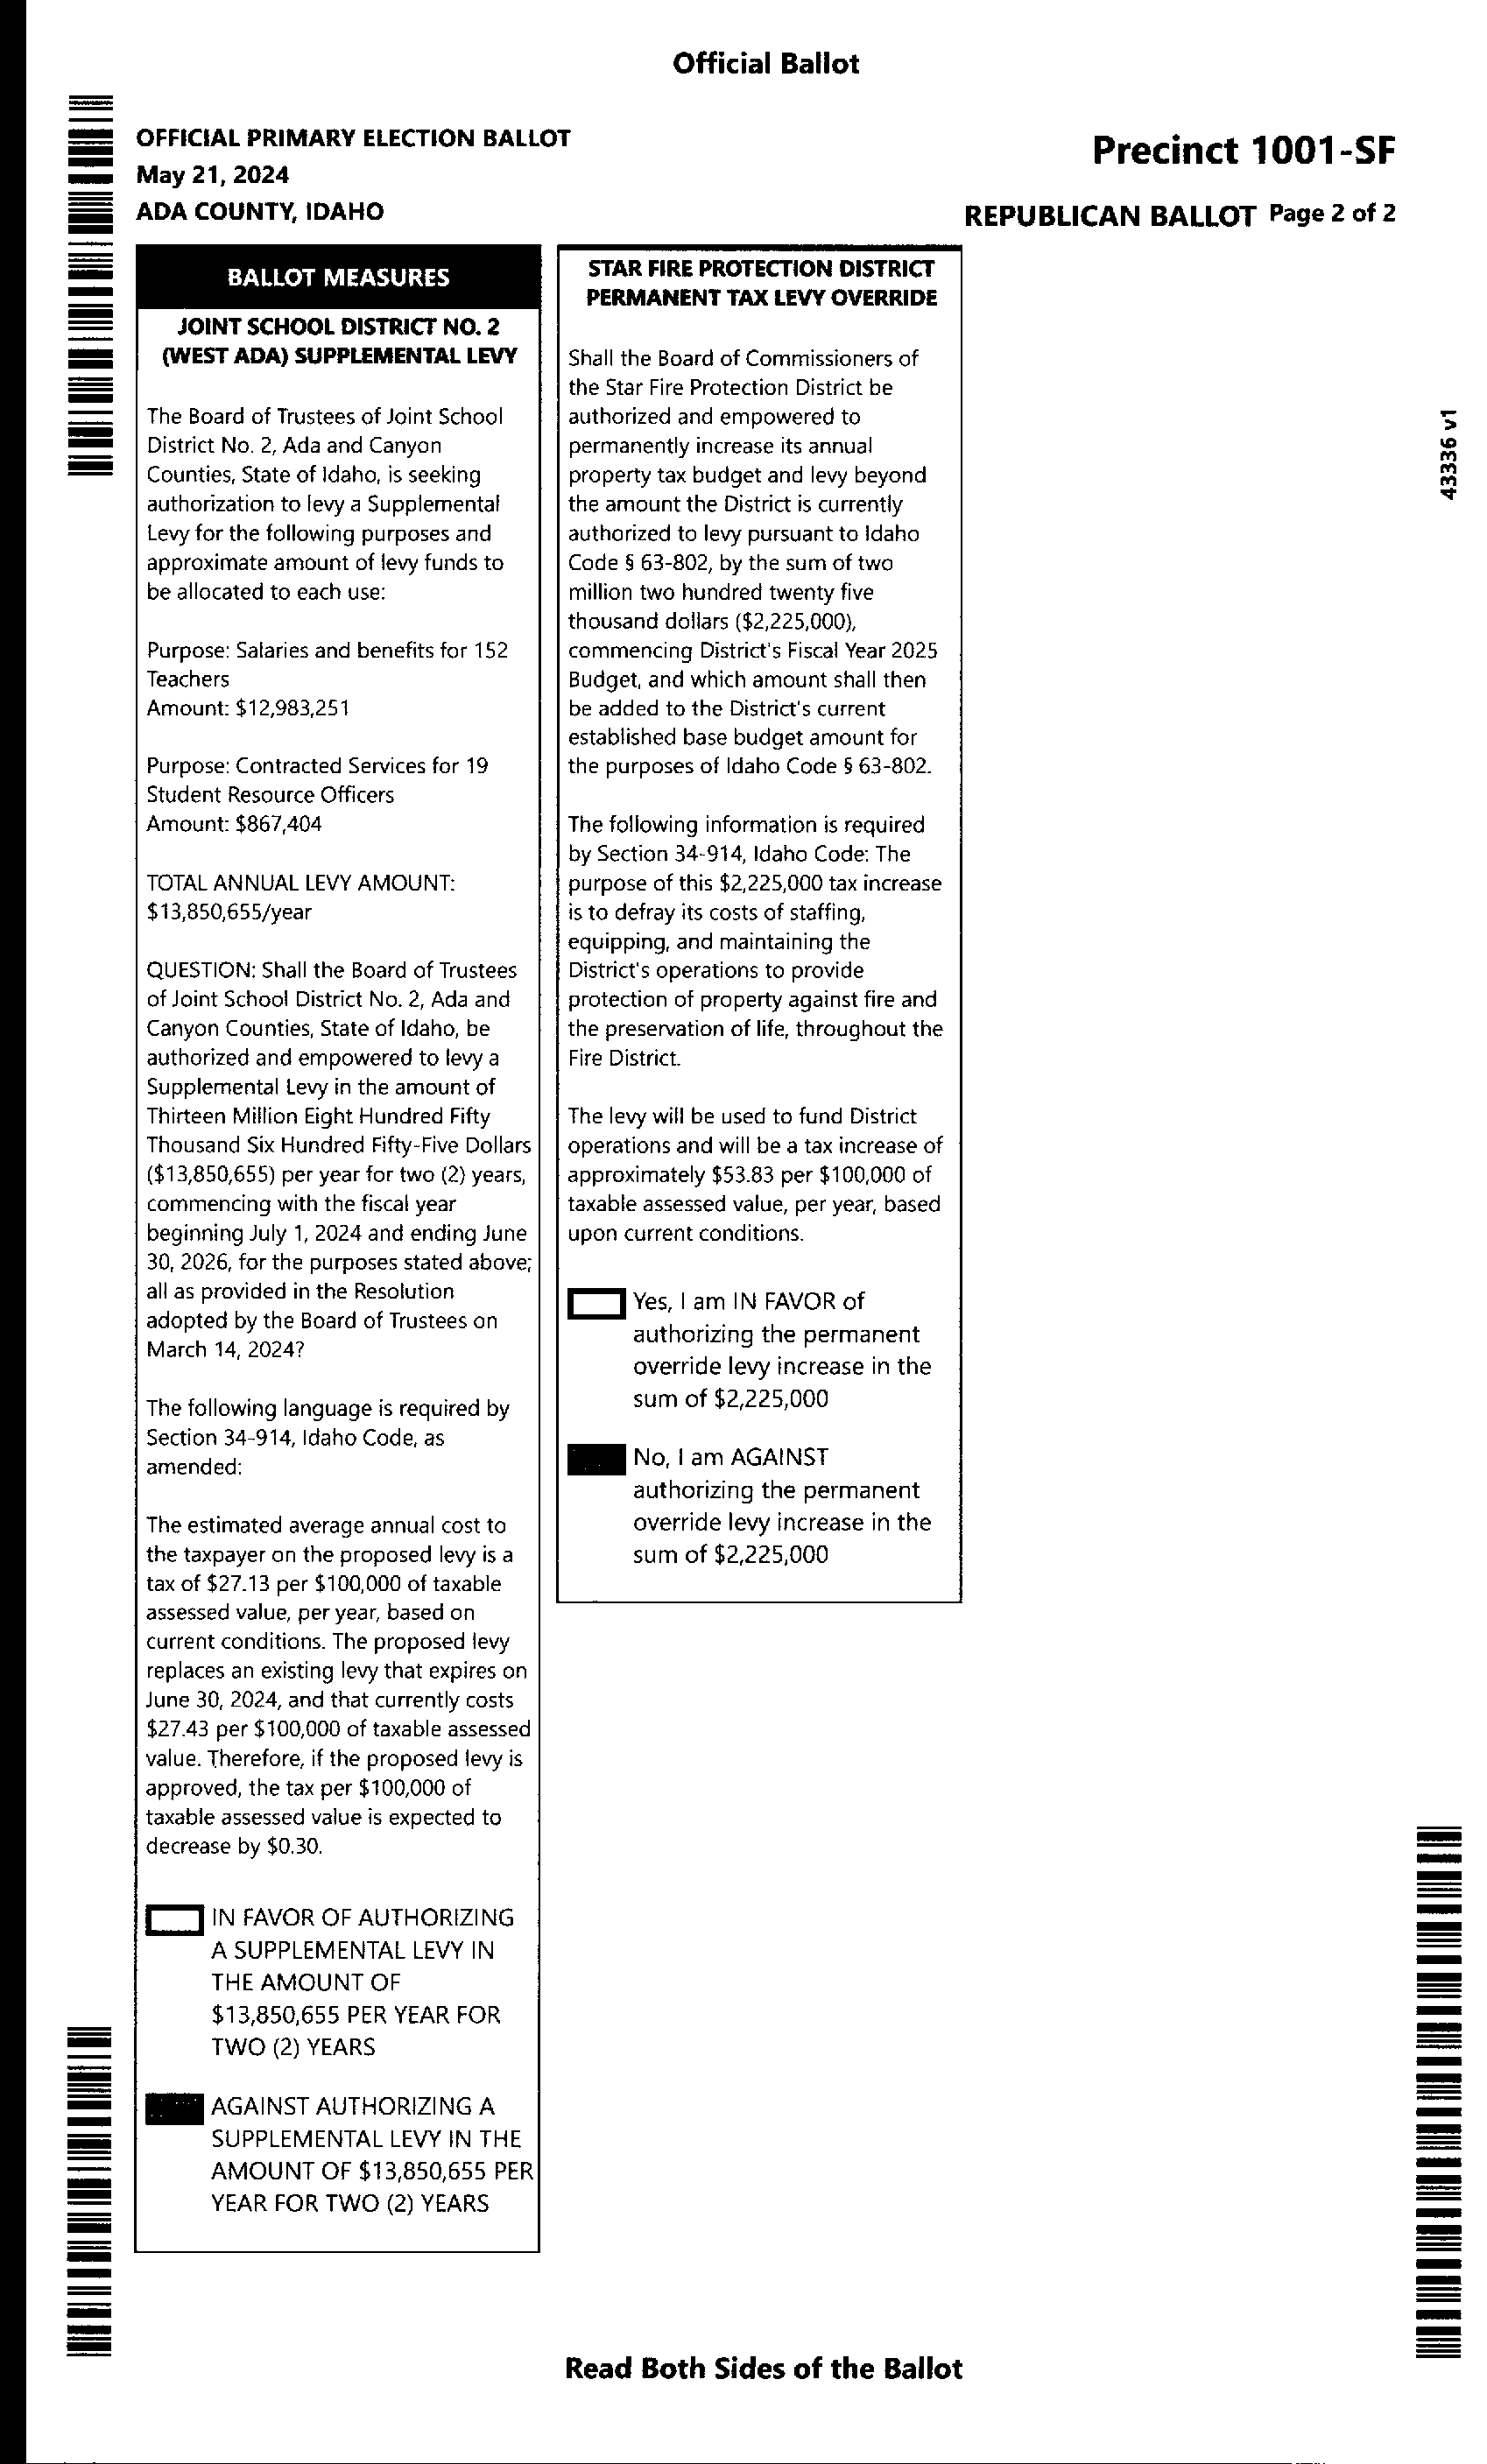 Official Ballot
OFFICIAL PRIMARY ELECTION BALLOT
May 21, 2024
ADA COUNTY, IDAHO
Precinct 1001-SF
REPUBLICAN BALLOT Page 2 of 2
BALLOT MEASURES
JOINT SCHOOL DISTRICT NO. 2
(WEST ADA) SUPPLEMENTAL LEVY
The Board of Trustees of Joint School
District No. 2, Ada and Canyon
Counties, State of Idaho, is seeking
authorization to levy a Supplemental
Levy for the following purposes and
approximate amount of levy funds to
be allocated to each use:
Purpose: Salaries and benefits for 152
Teachers
Amount: $12,983,251
Purpose: Contracted Services for 19
Student Resource Officers
Amount: $867,404
TOTAL ANNUAL LEVY AMOUNT:
$13,850,655/year
QUESTION: Shall the Board of Trustees
of Joint School District No. 2, Ada and
Canyon Counties, State of Idaho, be
authorized and empowered to levy a
Supplemental Levy in the amount of
Thirteen Million Eight Hundred Fifty
Thousand Six Hundred Fifty-Five Dollars
($13,850,655) per year for two (2) years,
commencing with the fiscal year
beginning July 1, 2024 and ending June
30, 2026, for the purposes stated above;
all as provided in the Resolution
adopted by the Board of Trustees on
March 14, 2024?
The following language is required by
Section 34-914, Idaho Code, as
amended:
The estimated average annual cost to
the taxpayer on the proposed levy is a
tax of $27.13 per $100,000 of taxable
assessed value, per year, based on
current conditions. The proposed levy
replaces an existing levy that expires on
June 30, 2024, and that currently costs
$27.43 per $100,000 of taxable assessed
value. Therefore, if the proposed levy is
approved, the tax per $100,000 of
taxable assessed value is expected to
decrease by $0.30.
IN FAVOR OF AUTHORIZING
A SUPPLEMENTAL LEVY IN
THE AMOUNT OF
$13,850,655 PER YEAR FOR
TWO (2) YEARS
AGAINST AUTHORIZING A
SUPPLEMENTAL LEVY IN THE
AMOUNT OF $13,850,655 PER
YEAR FOR TWO (2) YEARS
STAR FIRE PROTECTION DISTRICT
PERMANENT TAX LEVY OVERRIDE
Shall the Board of Commissioners of
the Star Fire Protection District be
authorized and empowered to
permanently increase its annual
property tax budget and levy beyond
the amount the District is currently
authorized to levy pursuant to Idaho
Code § 63-802, by the sum of two
million two hundred twenty five
thousand dollars ($2,225,000),
commencing District's Fiscal Year 2025
Budget, and which amount shall then
be added to the District's current
established base budget amount for
the purposes of Idaho Code § 63-802.
The following information is required
by Section 34-914, Idaho Code: The
purpose of this $2,225,000 tax increase
is to defray its costs of staffing,
equipping, and maintaining the
District's operations to provide
protection of property against fire and
the preservation of life, throughout the
Fire District.
The levy will be used to fund District
operations and will be a tax increase of
approximately $53.83 per $100,000 of
taxable assessed value, per year, based
upon current conditions.
Yes, I am IN FAVOR of
authorizing the permanent
override levy increase in the
sum of $2,225,000
No, I am AGAINST
authorizing the permanent
override levy increase in the
sum of $2,225,000
43336 v1
Read Both Sides of the Ballot